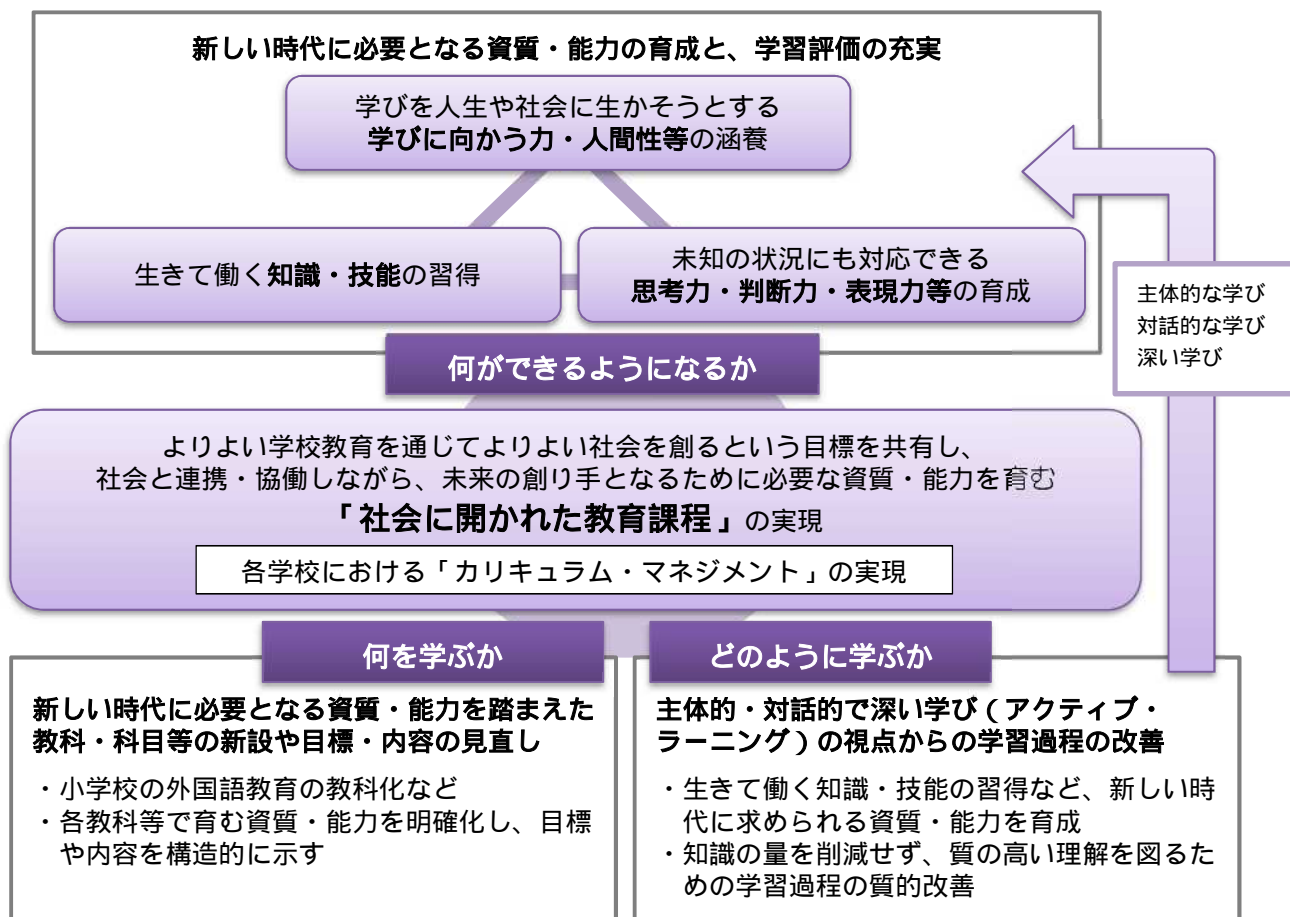 新しい時代に必要となる資質・能力の育成と、学習評価の充実
学びを人生や社会に生かそうとする
学びに向かう力・人間性等の涵養
生きて働く知識・技能の習得
未知の状況にも対応できる
思考力・判断力・表現力等の育成
主体的な学び
対話的な学び
深い学び
何ができるようになるか
よりよい学校教育を通じてよりよい社会を創るという目標を共有し、
社会と連携・協働しながら、未来の創り手となるために必要な資質・能力を育む
「社会に開かれた教育課程」の実現
各学校における「カリキュラム・マネジメント」の実現
何を学ぶか
新しい時代に必要となる資質・能力を踏まえた
教科・科目等の新設や目標・内容の見直し
・小学校の外国語教育の教科化など
・各教科等で育む資質・能力を明確化し、目標
や内容を構造的に示す
どのように学ぶか
主体的・対話的で深い学び(アクティブ・
ラーニング)の視点からの学習過程の改善
・生きて働く知識・技能の習得など、新しい時
代に求められる資質・能力を育成
・知識の量を削減せず、質の高い理解を図るた
めの学習過程の質的改善